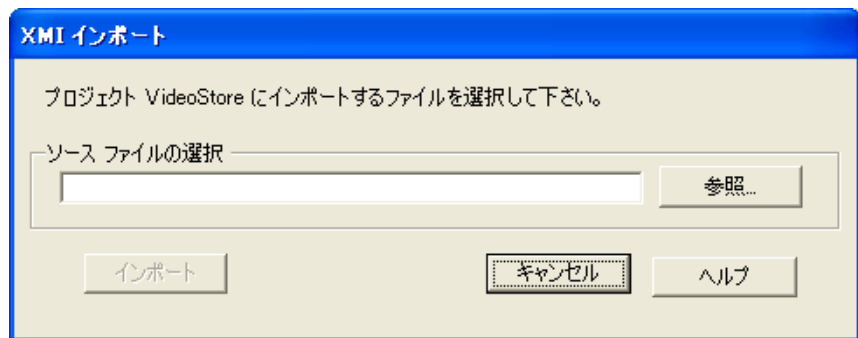 XMI インポート
プロジェクト VideoStore にインポートするファイルを選択して下さい。
ソース ファイルの選択
参照...
インポート
キャンセル
ヘルプ